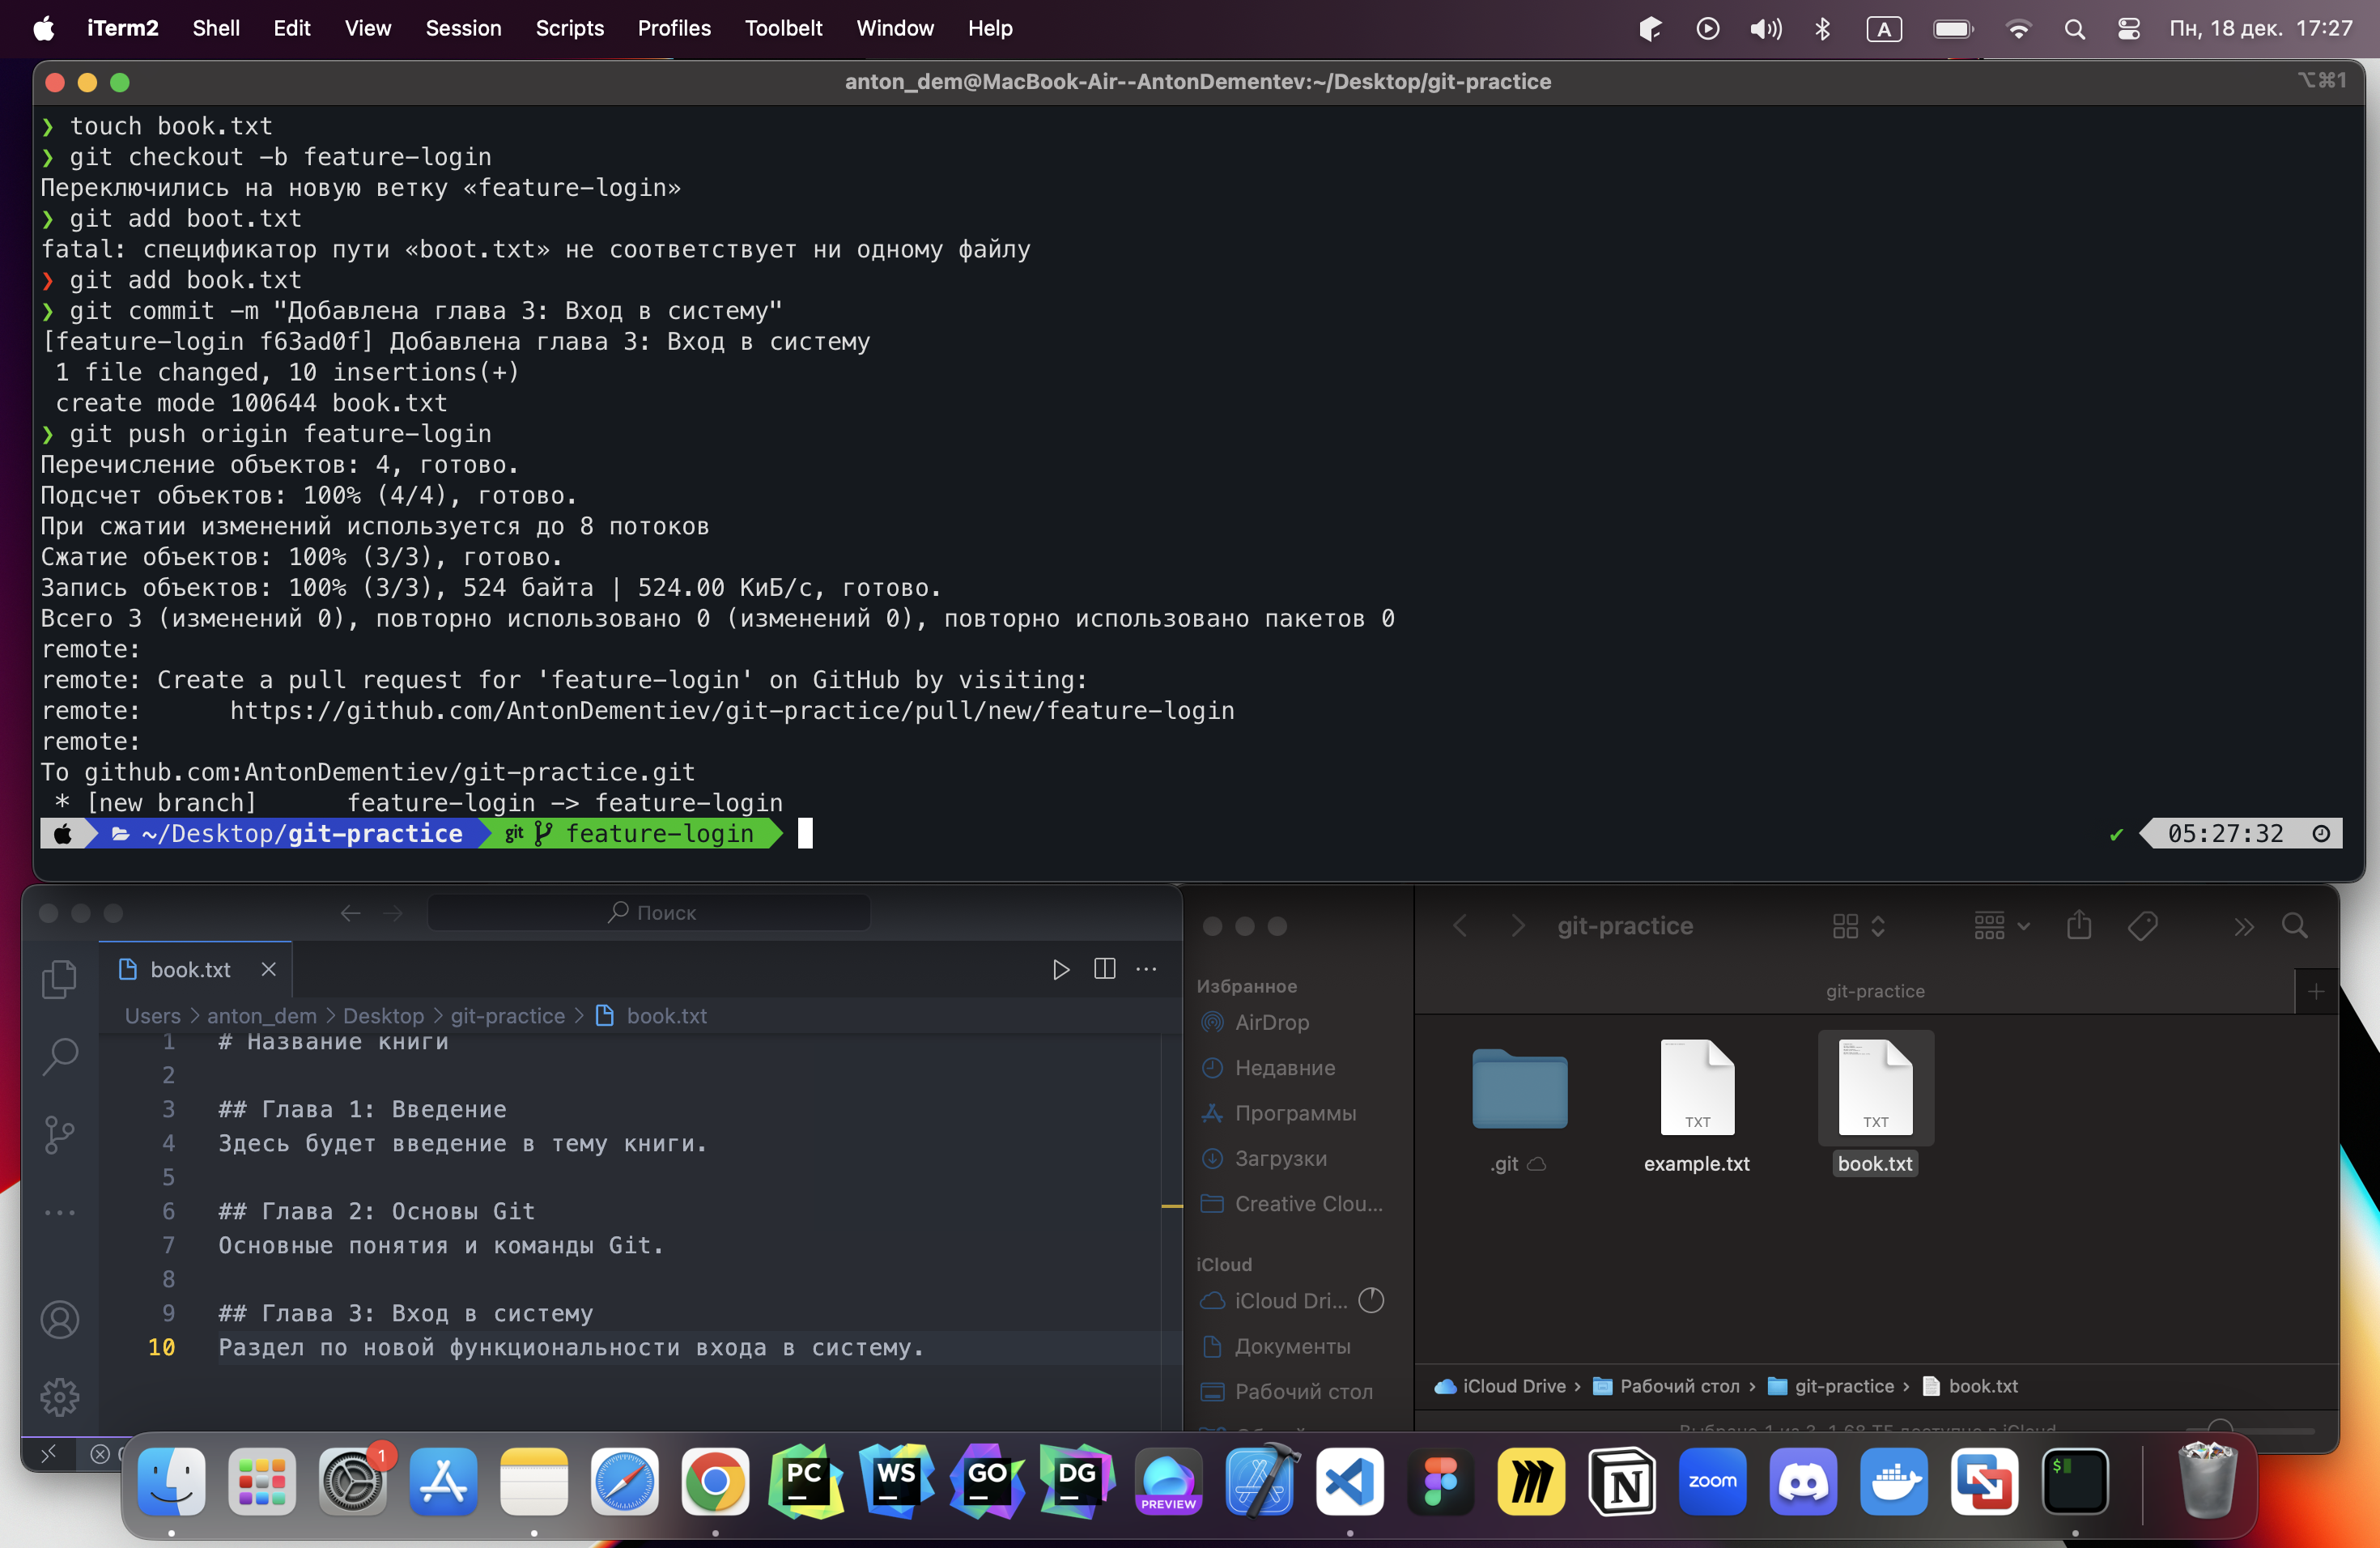 iTerm2 Shell Edit View Session Scripts Profiles Toolbelt Window Help A Пн, 18 дек. 17:27
anton_dem@MacBook-Air--AntonDementev:~/Desktop/git-practice ⌥⌘1
❯ touch book.txt
❯ git checkout -b feature-login
Переключились на новую ветку «feature-login»
❯ git add boot.txt
fatal: спецификатор пути «boot.txt» не соответствует ни одному файлу
❯ git add book.txt
❯ git commit -m "Добавлена глава 3: Вход в систему"
[feature-login f63ad0f] Добавлена глава 3: Вход в систему
1 file changed, 10 insertions(+)
create mode 100644 book.txt
❯ git push origin feature-login
Перечисление объектов: 4, готово.
Подсчет объектов: 100% (4/4), готово.
При сжатии изменений используется до 8 потоков
Сжатие объектов: 100% (3/3), готово.
Запись объектов: 100% (3/3), 524 байта | 524.00 КиБ/с, готово.
Всего 3 (изменений 0), повторно использовано 0 (изменений 0), повторно использовано пакетов 0
remote:
remote: Create a pull request for 'feature-login' on GitHub by visiting:
remote:      https://github.com/AntonDementiev/git-practice/pull/new/feature-login
remote:
To github.com:AntonDementiev/git-practice.git
* [new branch]      feature-login -> feature-login
~/Desktop/git-practice git feature-login ✔ 05:27:32
Поиск
book.txt
Users > anton_dem > Desktop > git-practice > book.txt
1 # Название книги
2
3 ## Глава 1: Введение
4 Здесь будет введение в тему книги.
5
6 ## Глава 2: Основы Git
7 Основные понятия и команды Git.
8
9 ## Глава 3: Вход в систему
10 Раздел по новой функциональности входа в систему.
Избранное
AirDrop
Недавние
Программы
Загрузки
Creative Clou...
iCloud
iCloud Dri...
Документы
Рабочий стол
git-practice
git-practice
TXT
TXT
.git
example.txt
book.txt
iCloud Drive › Рабочий стол › git-practice › book.txt
1
PC
WS
GO
DG
PREVIEW
N
zoom
$